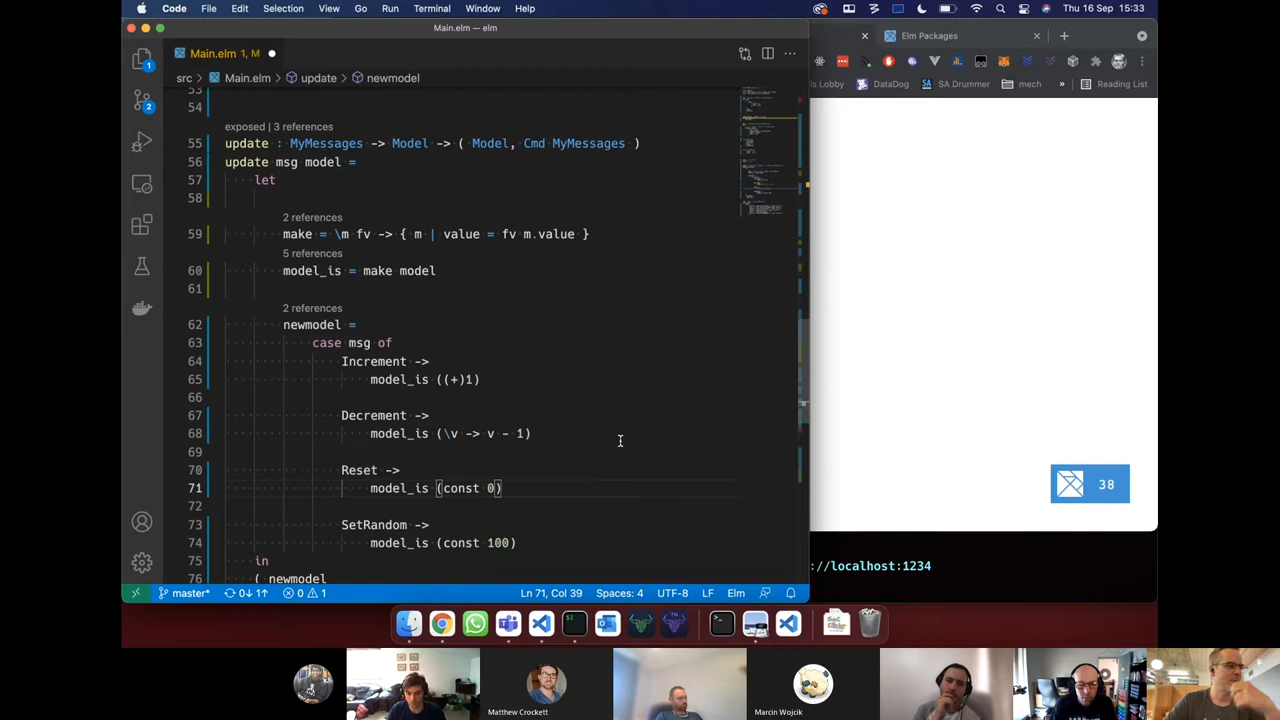 Code File Edit Selection View Go Run Terminal Window Help
Thu 16 Sep 15:33
Main.elm — elm
Elm Packages
Main.elm 1, M
is Lobby DataDog SA SA Drummer mech » Reading List
src > Main.elm > update > newmodel
1
2
53
54
exposed | 3 references
55 update : MyMessages -> Model -> ( Model, Cmd MyMessages )
56 update msg model =
57 let
58
2 references
59 make = \m fv -> { m | value = fv m.value }
5 references
60 model_is = make model
61
2 references
62 newmodel =
63 case msg of
64 Increment ->
65 model_is ((+)1)
66
67 Decrement ->
68 model_is (\v -> v - 1)
69
70 Reset ->
71 model_is (const 0)
72
73 SetRandom ->
74 model_is (const 100)
75 in
76 ( newmodel
38
://localhost:1234
master* 0↓ 1↑ 0 1 Ln 71, Col 39 Spaces: 4 UTF-8 LF Elm
Matthew Crockett
Marcin Wojcik